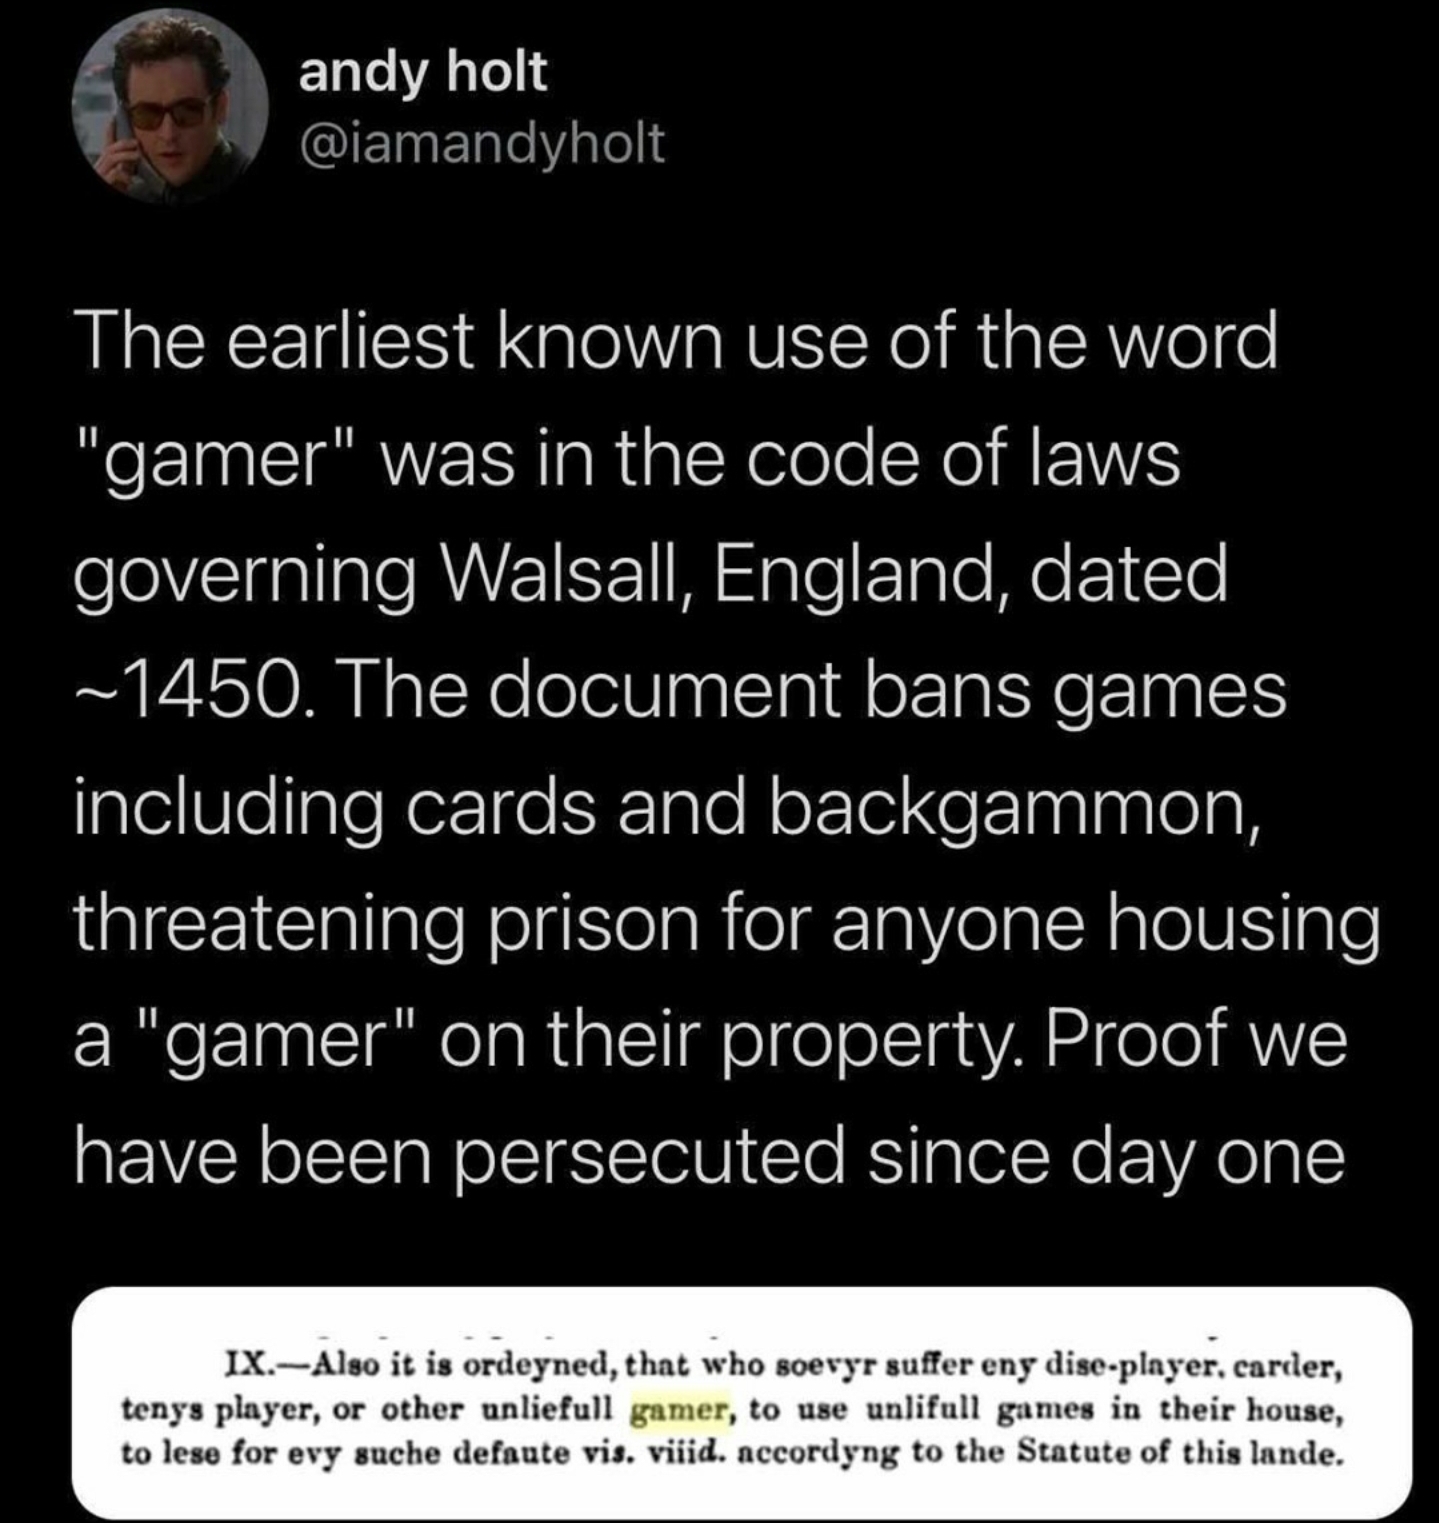 andy holt
@iamandyholt
The earliest known use of the word
"gamer" was in the code of laws
governing Walsall, England, dated
~1450. The document bans games
including cards and backgammon,
threatening prison for anyone housing
a "gamer" on their property. Proof we
have been persecuted since day one
IX.—Also it is ordeyned, that who soevyr suffer eny dise-player, carder,
tenys player, or other unliefull gamer, to use unlifull games in their house,
to lese for evy suche defaute vis. viiid. accordyng to the Statute of this lande.